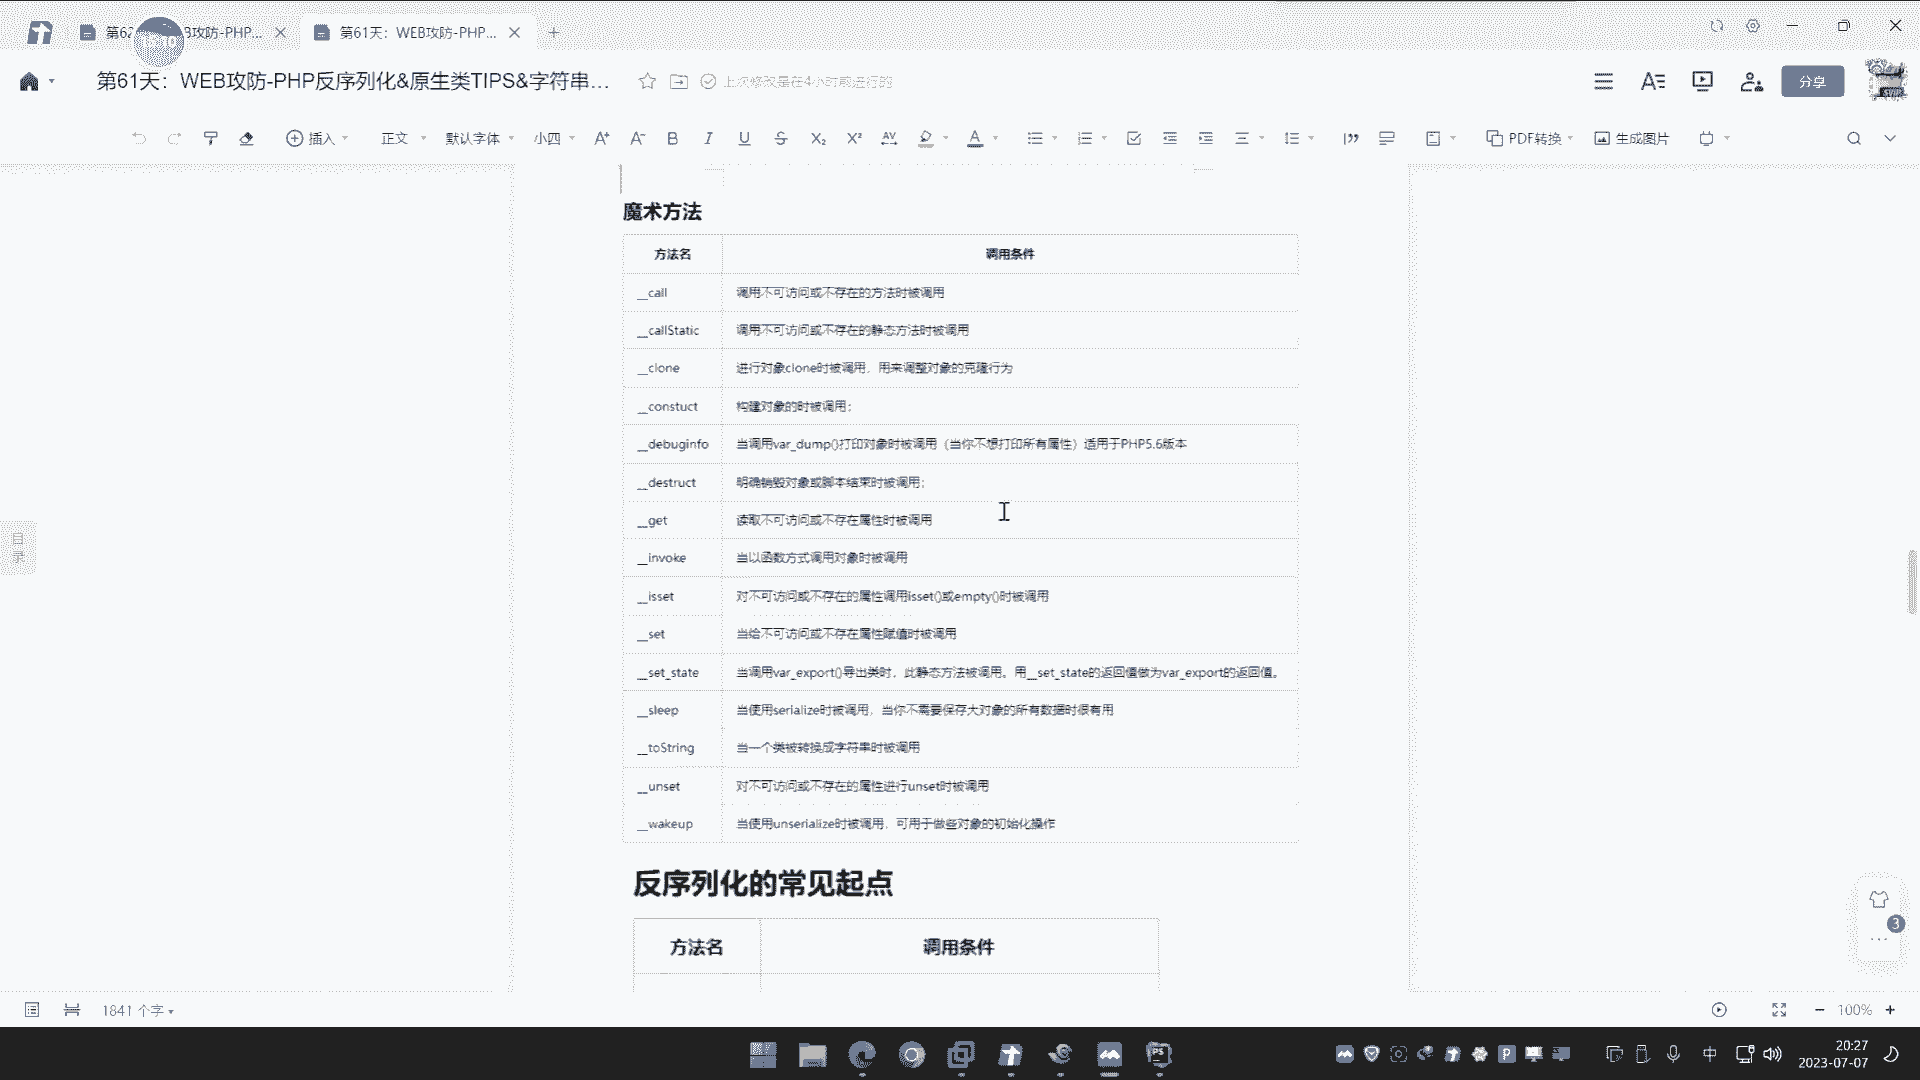 第62
3攻防-PHP...
第61天：WEB攻防-PHP...
第61天：WEB攻防-PHP反序列化&原生类TIPS&字符串...
上次修改是在4小时前进行的
分享
插入
正文
默认字体
小四
PDF转换
生成图片
魔术方法
方法名 调用条件
__call 调用不可访问或不存在的方法时被调用
__callStatic 调用不可访问或不存在的静态方法时被调用
__clone 进行对象clone时被调用，用来调整对象的克隆行为
__constuct 构建对象的时被调用；
__debuginfo 当调用var_dump()打印对象时被调用（当你不想打印所有属性）适用于PHP5.6版本
__destruct 明确销毁对象或脚本结束时被调用；
__get 读取不可访问或不存在属性时被调用
__invoke 当以函数方式调用对象时被调用
__isset 对不可访问或不存在的属性调用isset()或empty()时被调用
__set 当给不可访问或不存在属性赋值时被调用
__set_state 当调用var_export()导出类时，此静态方法被调用。用__set_state的返回值做为var_export的返回值。
__sleep 当使用serialize时被调用，当你不需要保存大对象的所有数据时很有用
__toString 当一个类被转换成字符串时被调用
__unset 对不可访问或不存在的属性进行unset时被调用
__wakeup 当使用unserialize时被调用，可用于做些对象的初始化操作
反序列化的常见起点
方法名 调用条件
目录
3
1841 个字
100%
中
20:27
2023-07-07